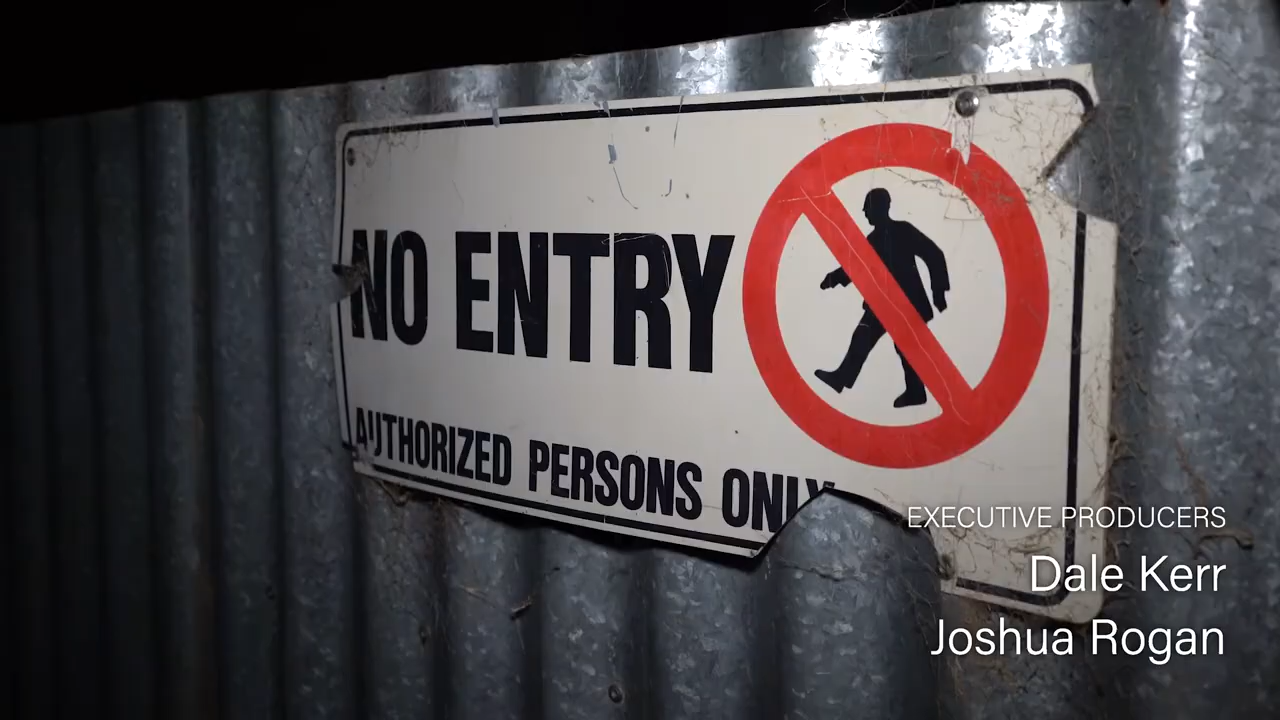 NO ENTRY
AUTHORIZED PERSONS ONLY
EXECUTIVE PRODUCERS
Dale Kerr
Joshua Rogan